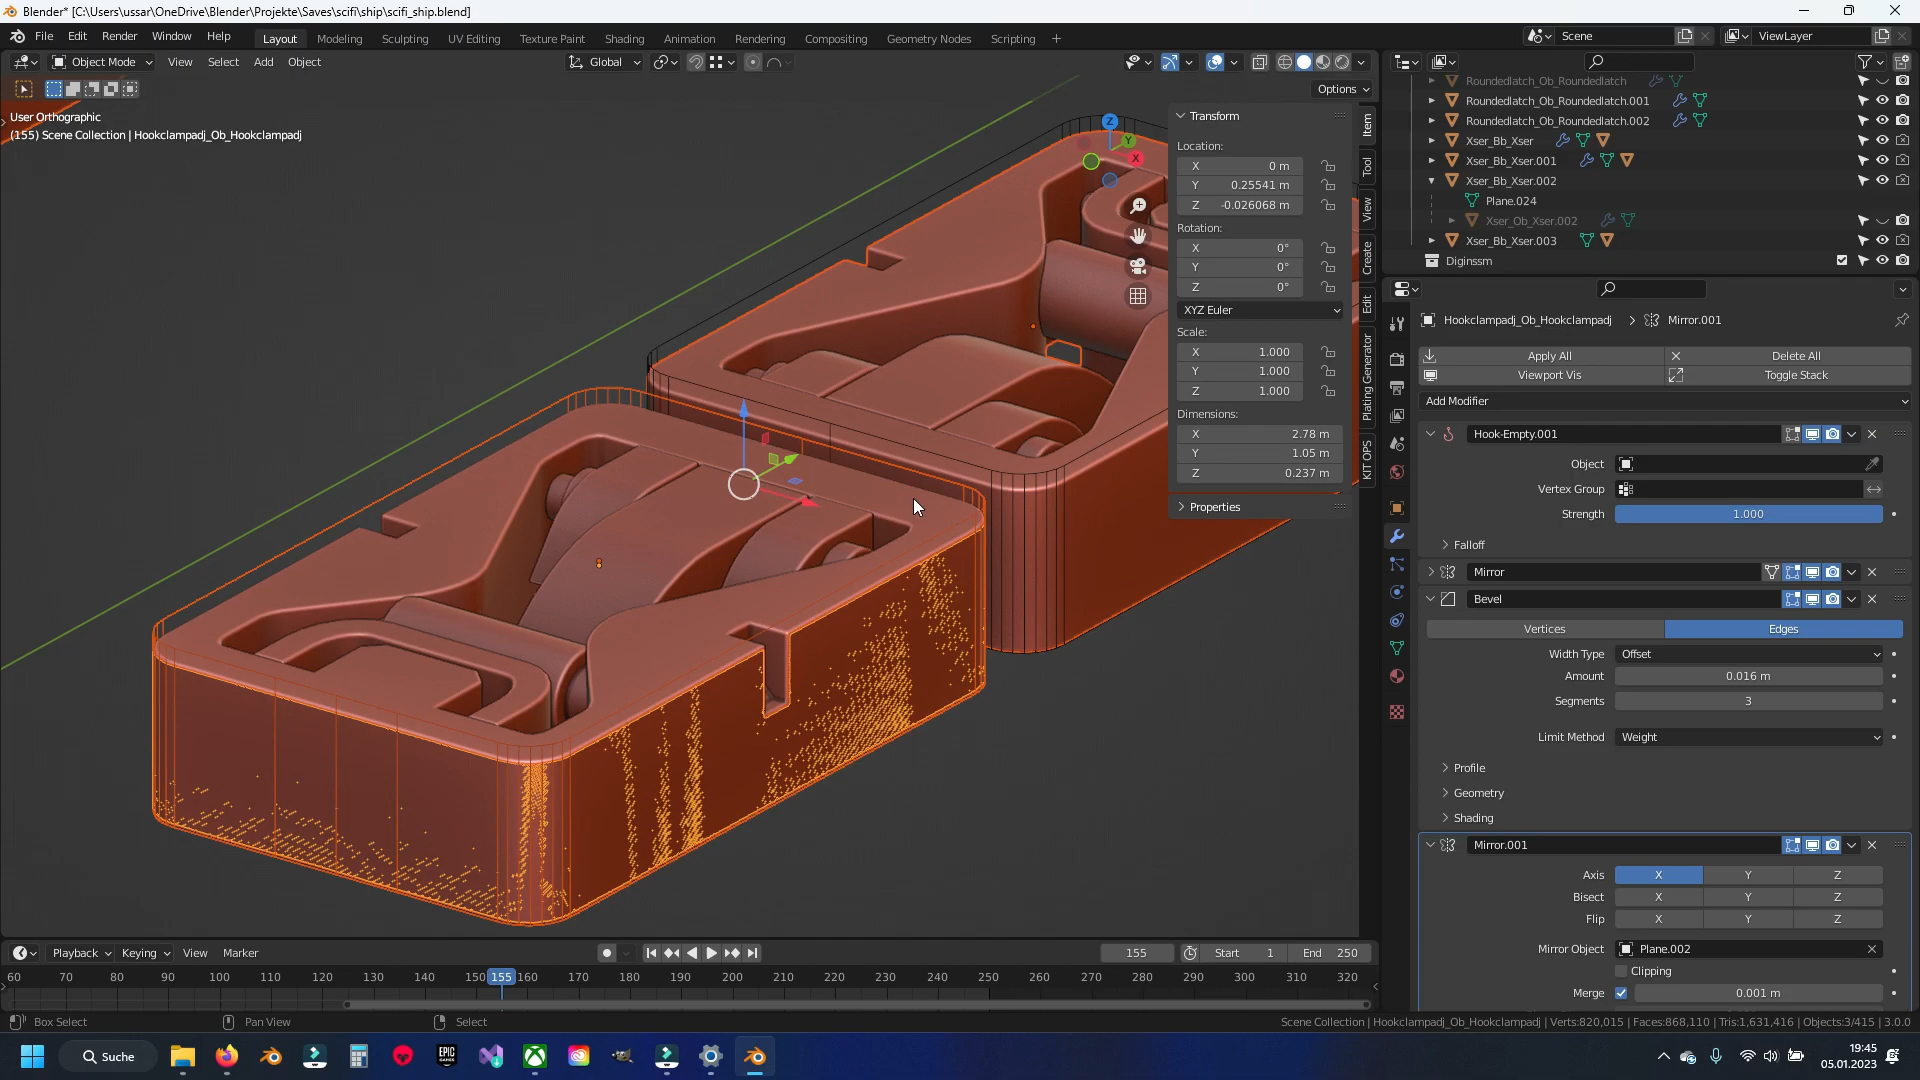 Blender* [C:\Users\ussar\OneDrive\Blender\Projekte\Saves\scifi\ship\scifi_ship.blend]
File Edit Render Window Help
Layout Modeling Sculpting UV Editing Texture Paint Shading Animation Rendering Compositing Geometry Nodes Scripting +
Scene
ViewLayer
Object Mode View Select Add Object
Global
Options
User Orthographic
(155) Scene Collection | Hookclampadj_Ob_Hookclampadj
Z
Y
X
Transform
Location:
X 0 m
Y 0.25541 m
Z -0.026068 m
Rotation:
X 0°
Y 0°
Z 0°
XYZ Euler
Scale:
X 1.000
Y 1.000
Z 1.000
Dimensions:
X 2.78 m
Y 1.05 m
Z 0.237 m
Properties
Item
Tool
View
Create
Edit
Plating Generator
KIT OPS
Roundedlatch_Ob_Roundedlatch
Roundedlatch_Ob_Roundedlatch.001
Roundedlatch_Ob_Roundedlatch.002
Xser_Bb_Xser
Xser_Bb_Xser.001
Xser_Bb_Xser.002
Plane.024
Xser_Ob_Xser.002
Xser_Bb_Xser.003
Diginssm
Hookclampadj_Ob_Hookclampadj > Mirror.001
Apply All
Delete All
Viewport Vis
Toggle Stack
Add Modifier
Hook-Empty.001
Object
Vertex Group
Strength 1.000
Falloff
Mirror
Bevel
Vertices Edges
Width Type Offset
Amount 0.016 m
Segments 3
Limit Method Weight
Profile
Geometry
Shading
Mirror.001
Axis X Y Z
Bisect X Y Z
Flip X Y Z
Mirror Object Plane.002
Clipping
Merge 0.001 m
Playback Keying View Marker
155
Start 1
End 250
60 70 80 90 100 110 120 130 140 150 155 160 170 180 190 200 210 220 230 240 250 260 270 280 290 300 310 320
Box Select
Pan View
Select
Scene Collection | Hookclampadj_Ob_Hookclampadj | Verts:820,015 | Faces:868,110 | Tris:1,631,416 | Objects:3/415 | 3.0.0
Suche
EPIC GAMES
19:45
05.01.2023